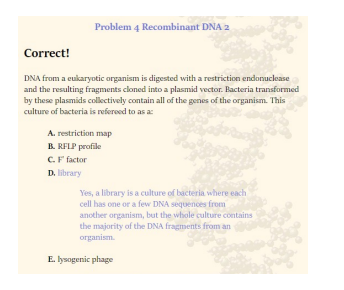 Problem 4 Recombinant DNA 2
Correct!
DNA from a eukaryotic organism is digested with a restriction endonuclease
and the resulting fragments cloned into a plasmid vector. Bacteria transformed
by these plasmids collectively contain all of the genes of the organism. This
culture of bacteria is refereed to as a:
A. restriction map
B. RFLP profile
C. F' factor
D. library
Yes, a library is a culture of bacteria where each
cell has one or a few DNA sequences from
another organism, but the whole culture contains
the majority of the DNA fragments from an
organism.
E. lysogenic phage